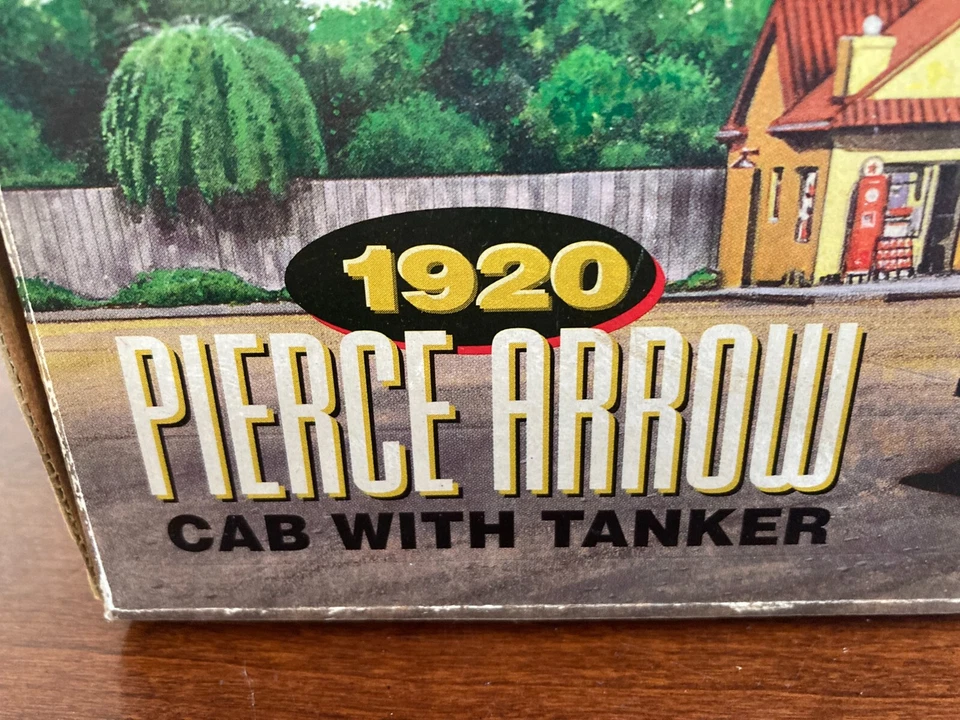 1920
PIERCE ARROW
CAB WITH TANKER